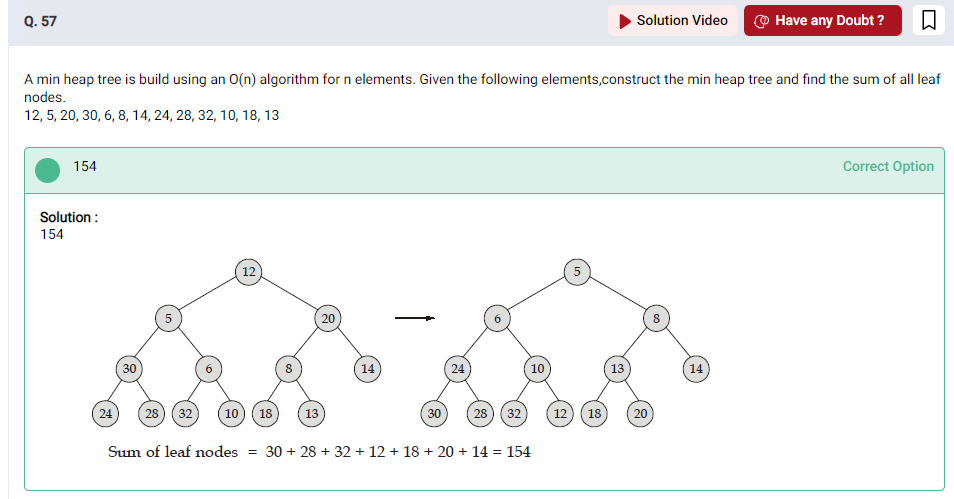 Q. 57
Solution Video
Have any Doubt ?
A min heap tree is build using an O(n) algorithm for n elements. Given the following elements,construct the min heap tree and find the sum of all leaf
nodes.
12, 5, 20, 30, 6, 8, 14, 24, 28, 32, 10, 18, 13
154
Correct Option
Solution :
154
12 5
5 20 6 8
30 6 8 14 24 10 13 14
24 28 32 10 18 13 30 28 32 12 18 20
Sum of leaf nodes = 30 + 28 + 32 + 12 + 18 + 20 + 14 = 154